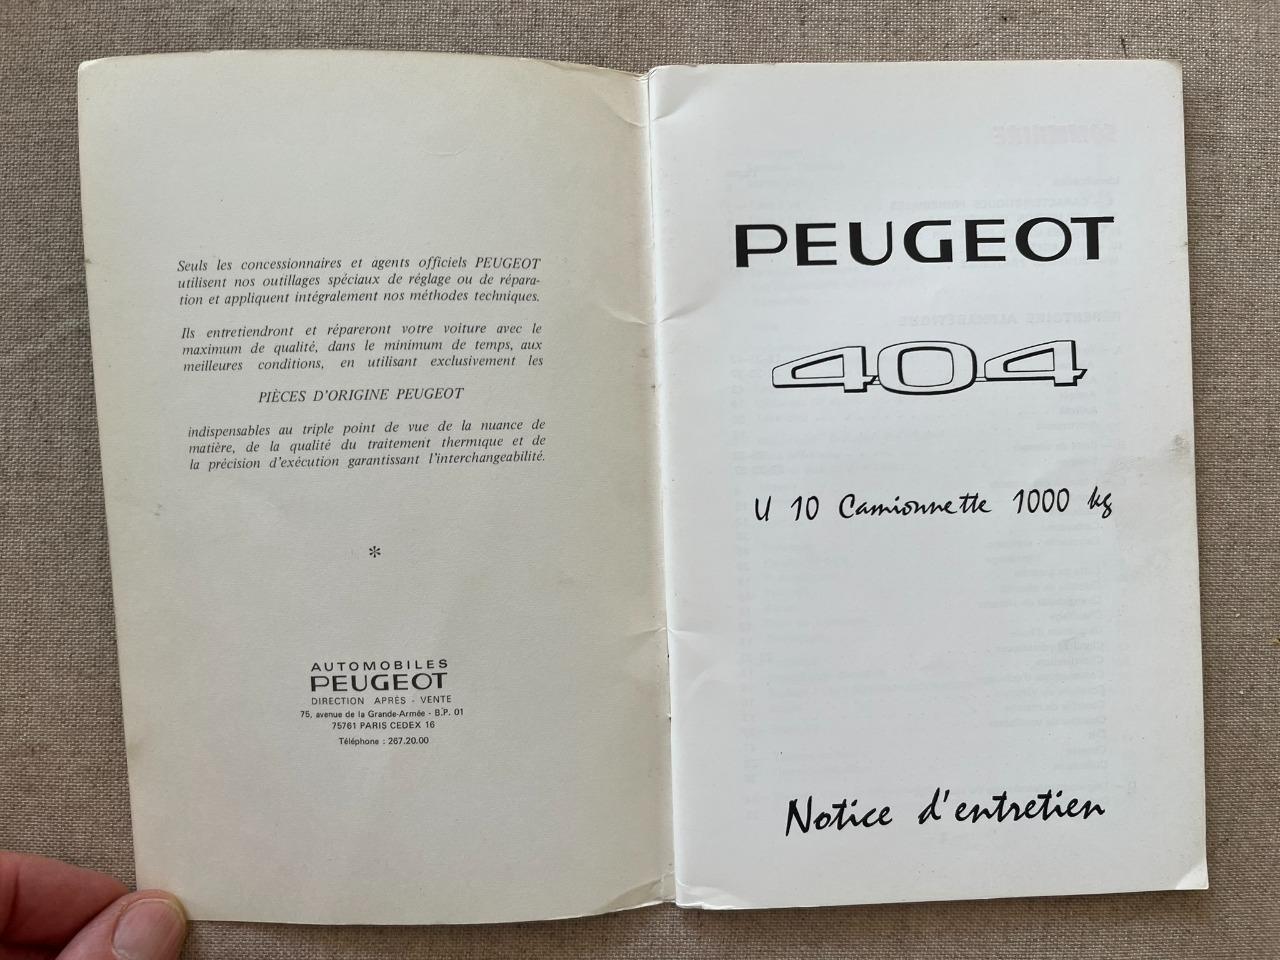 Seuls les concessionnaires et agents officiels PEUGEOT
utilisent nos outillages spéciaux de réglage ou de répara-
tion et appliquent intégralement nos méthodes techniques.
Ils entretiendront et répareront votre voiture avec le
maximum de qualité, dans le minimum de temps, aux
meilleures conditions, en utilisant exclusivement les
PIÈCES D'ORIGINE PEUGEOT
indispensables au triple point de vue de la nuance de
matière, de la qualité du traitement thermique et de
la précision d'exécution garantissant l'interchangeabilité.
*
AUTOMOBILES
PEUGEOT
DIRECTION APRÈS - VENTE
75, avenue de la Grande-Armée - B.P. 01
75761 PARIS CEDEX 16
Téléphone : 267.20.00
PEUGEOT
404
U 10 Camionnette 1000 kg
Notice d'entretien